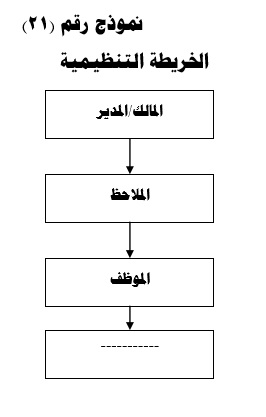 نموذج رقم (٢١)
الخريطة التنظيمية
المالك/المدير
الملاحظ
الموظف
-----------